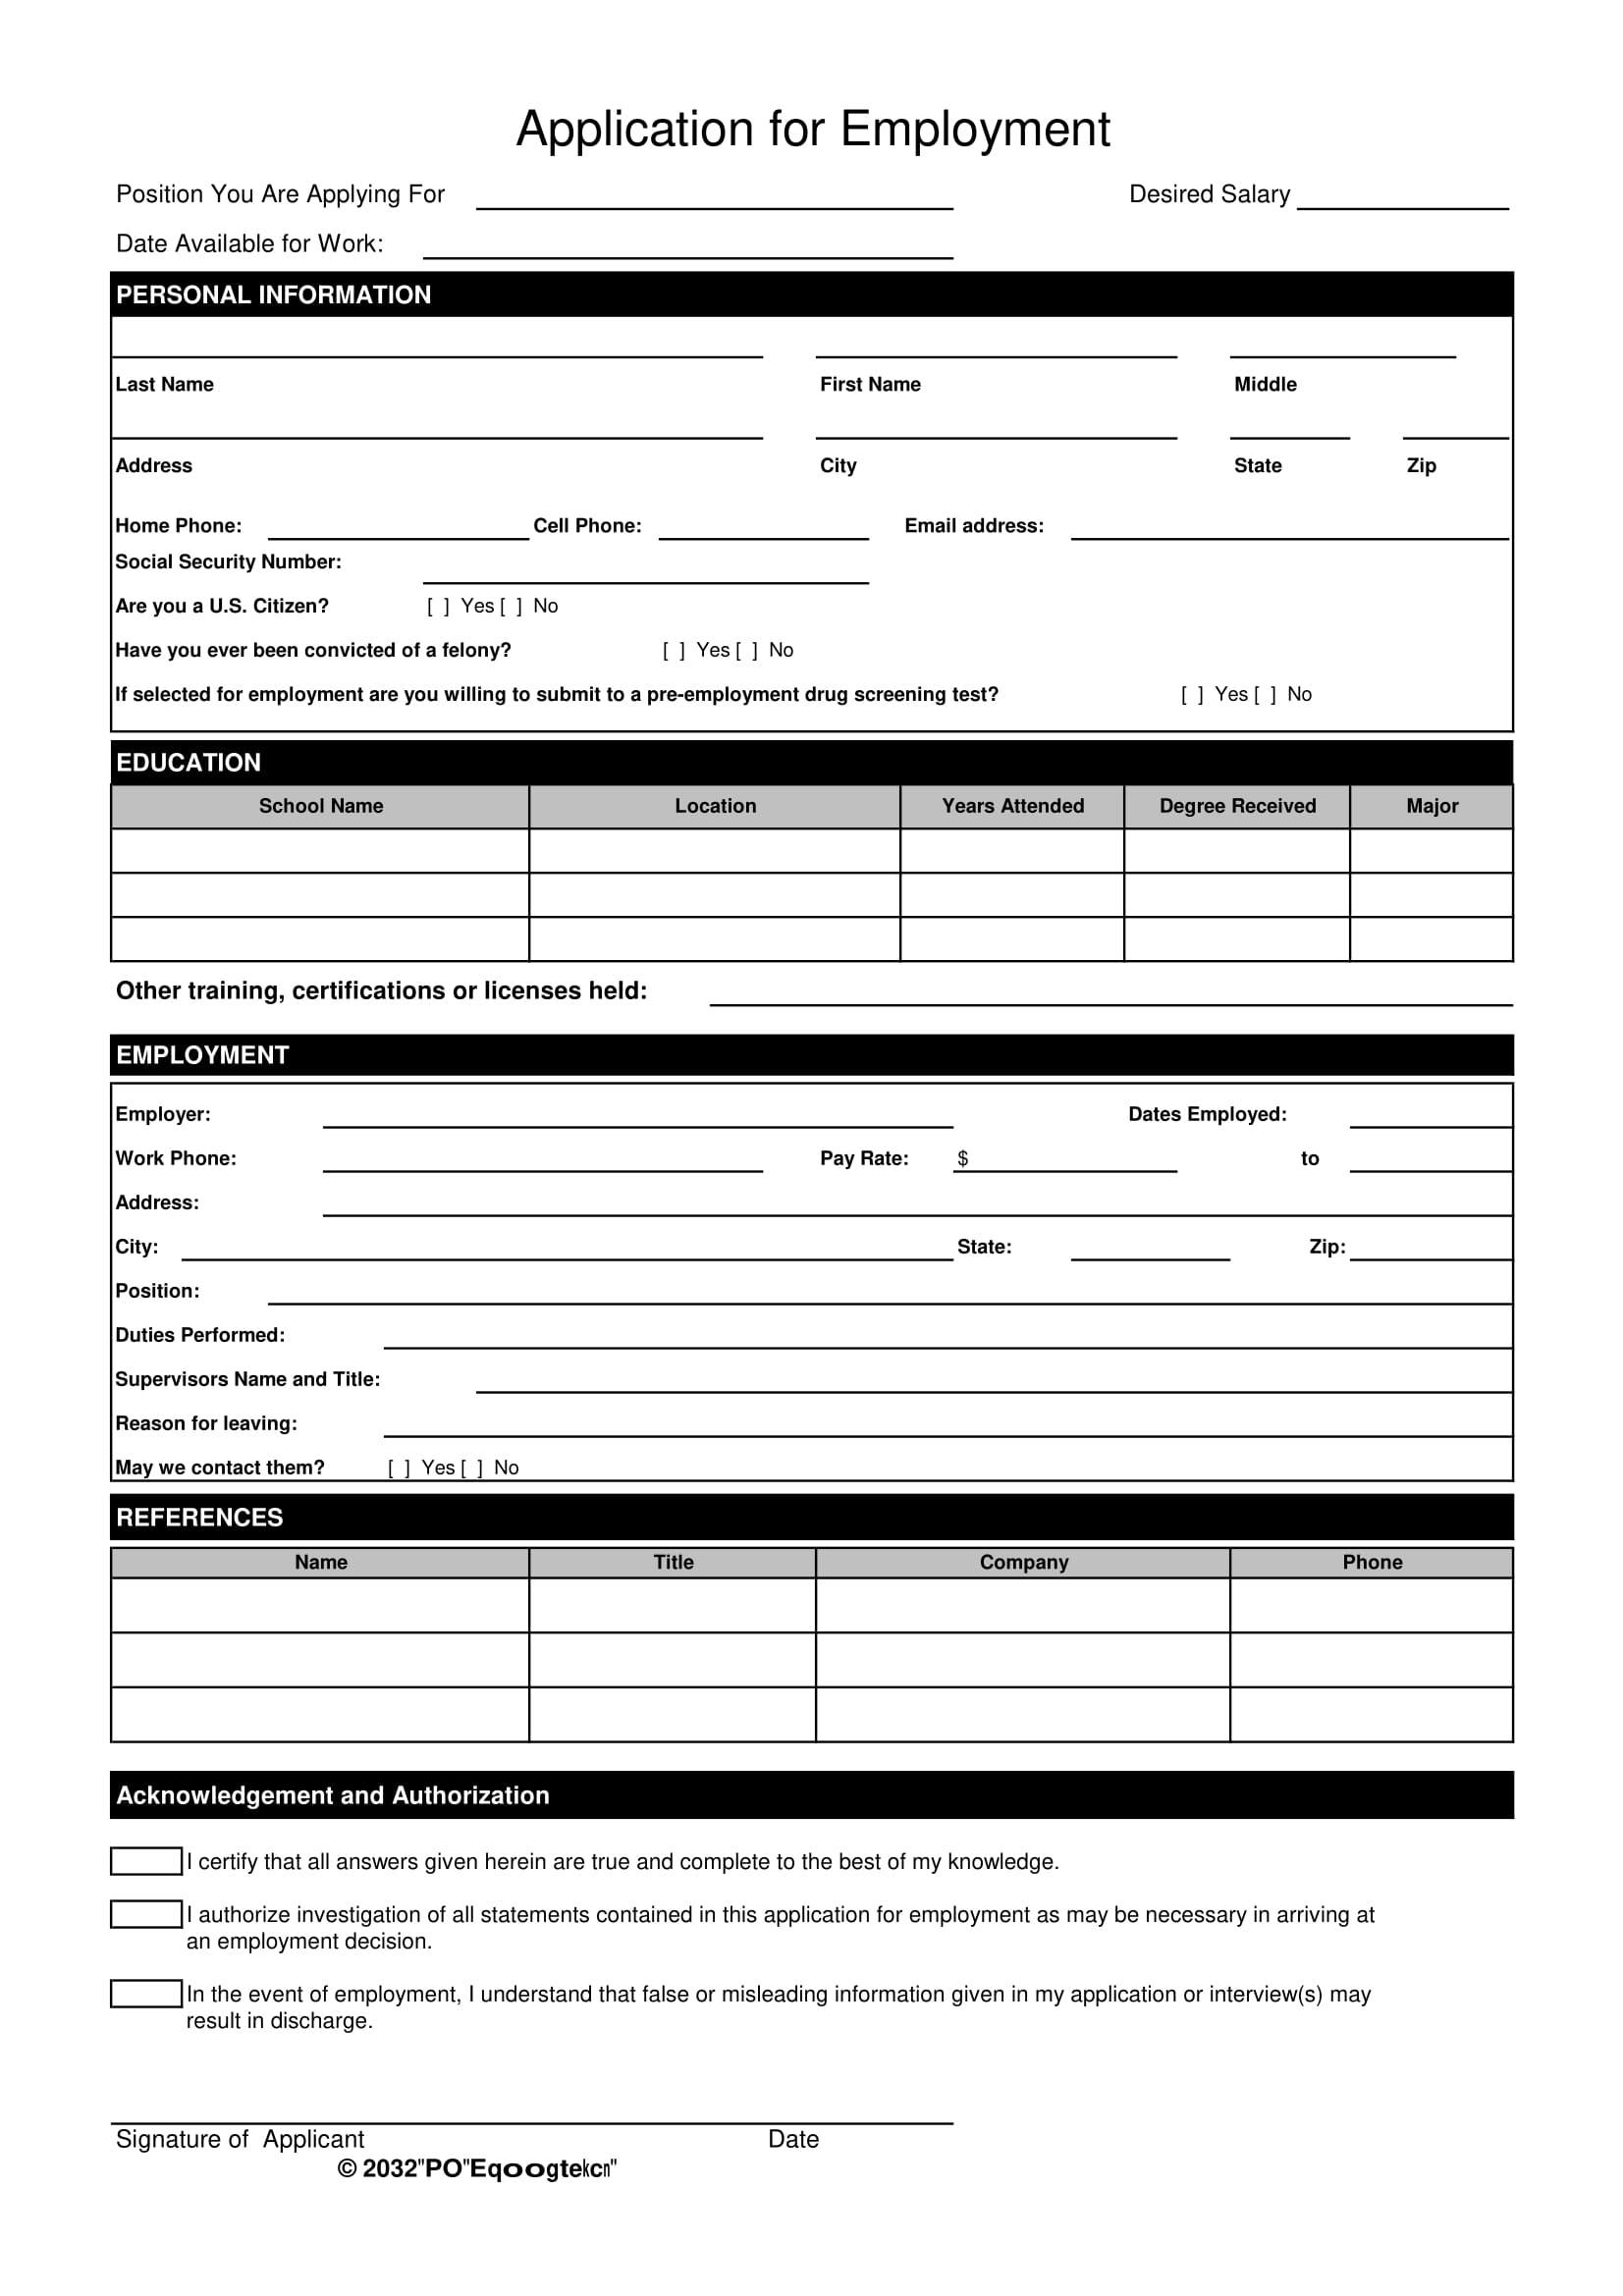 Application for Employment
Position You Are Applying For Desired Salary
Date Available for Work:
PERSONAL INFORMATION
Last Name First Name Middle
Address City State Zip
Home Phone: Cell Phone: Email address:
Social Security Number:
Are you a U.S. Citizen? [ ] Yes [ ] No
Have you ever been convicted of a felony? [ ] Yes [ ] No
If selected for employment are you willing to submit to a pre-employment drug screening test? [ ] Yes [ ] No
EDUCATION
School Name Location Years Attended Degree Received Major
Other training, certifications or licenses held:
EMPLOYMENT
Employer: Dates Employed:
Work Phone: Pay Rate: $ to
Address:
City: State: Zip:
Position:
Duties Performed:
Supervisors Name and Title:
Reason for leaving:
May we contact them? [ ] Yes [ ] No
REFERENCES
Name Title Company Phone
Acknowledgement and Authorization
I certify that all answers given herein are true and complete to the best of my knowledge.
I authorize investigation of all statements contained in this application for employment as may be necessary in arriving at
an employment decision.
In the event of employment, I understand that false or misleading information given in my application or interview(s) may
result in discharge.
Signature of Applicant Date
© 2032"PO"Eqoogtekcn"